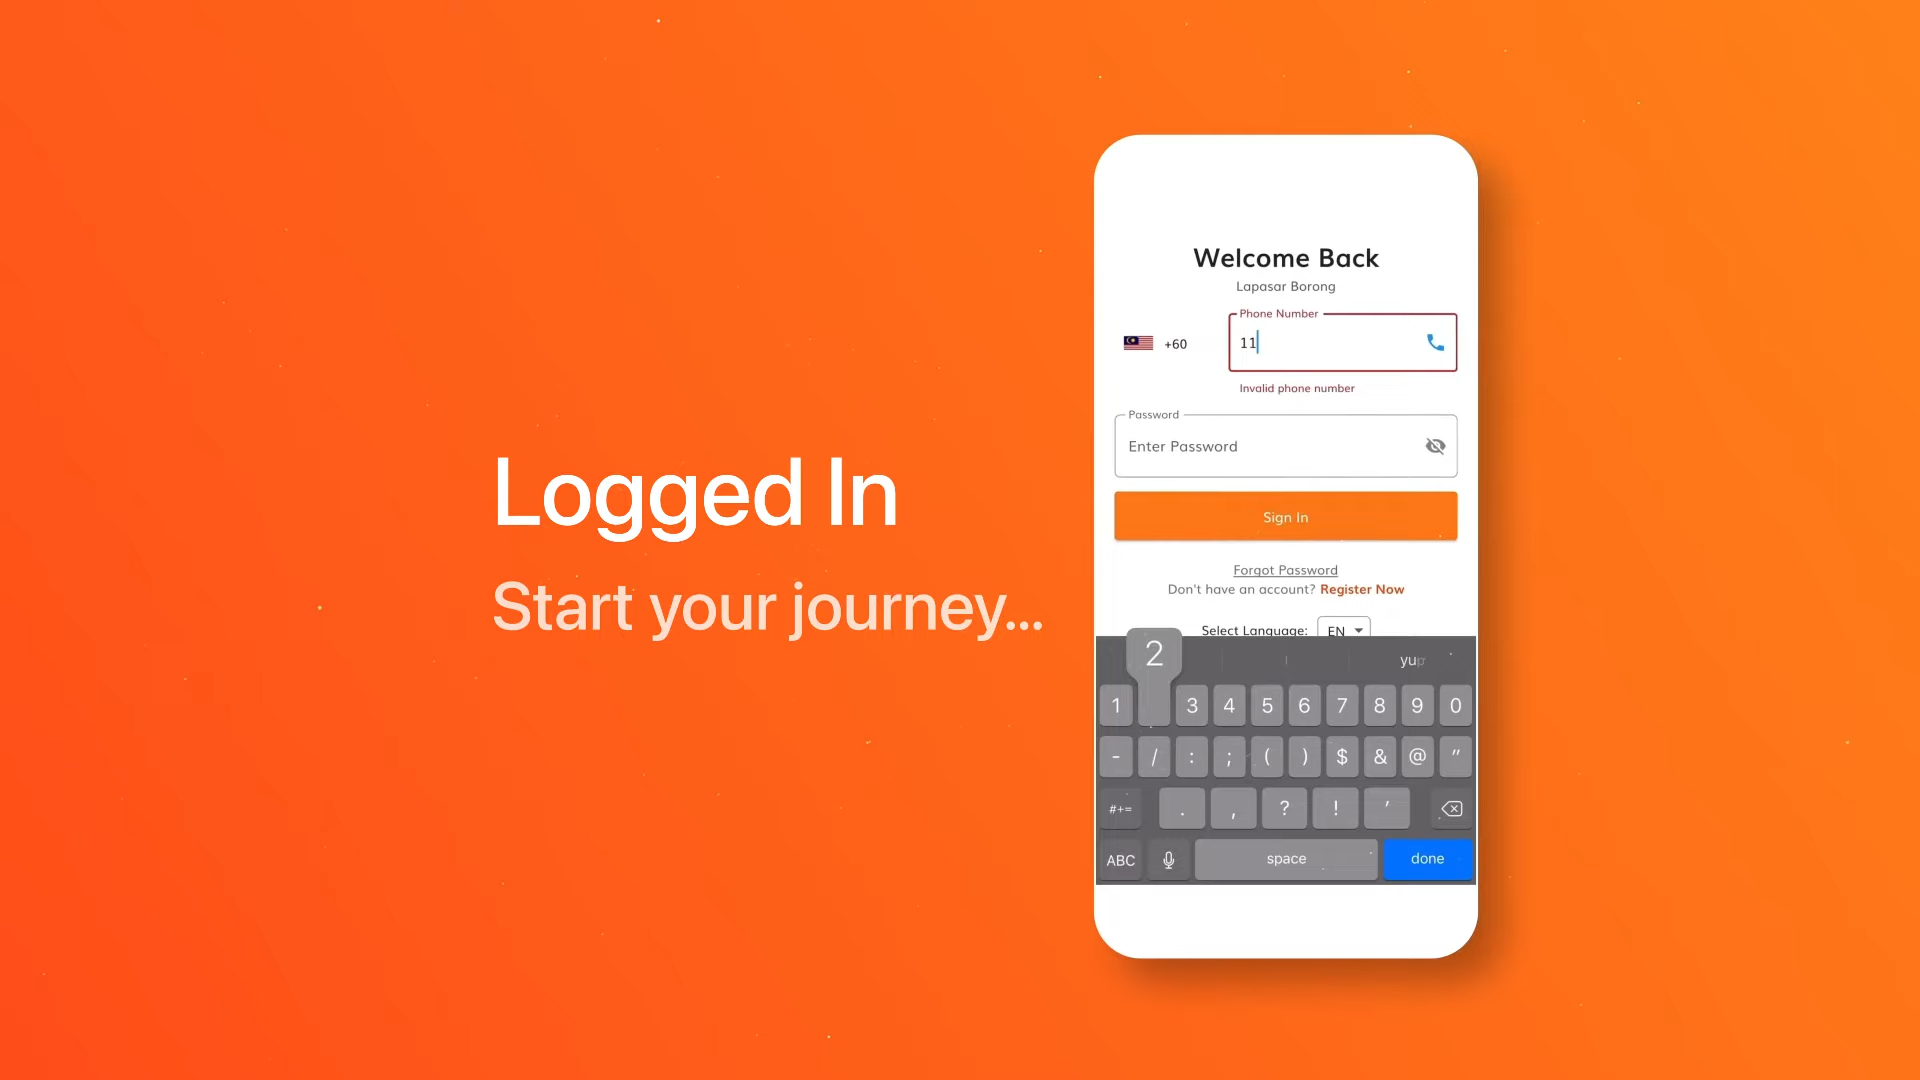 Logged In
Start your journey...
Welcome Back
Lapasar Borong
Phone Number
+60
11
Invalid phone number
Password
Enter Password
Sign In
Forgot Password
Don't have an account? Register Now
Select Language: EN
yup
2
1 3 4 5 6 7 8 9 0
- / : ; ( ) $ & @ "
#+= . , ? ! '
ABC space done